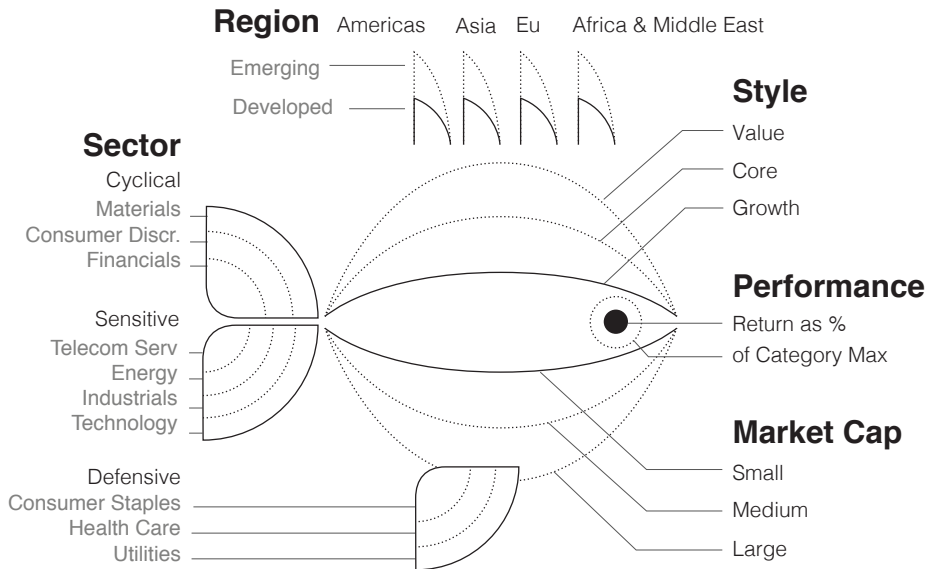 Region Americas Asia Eu Africa & Middle East
Emerging
Developed
Style
Value
Core
Growth
Sector
Cyclical
Materials
Consumer Discr.
Financials
Sensitive
Telecom Serv
Energy
Industrials
Technology
Defensive
Consumer Staples
Health Care
Utilities
Performance
Return as %
of Category Max
Market Cap
Small
Medium
Large